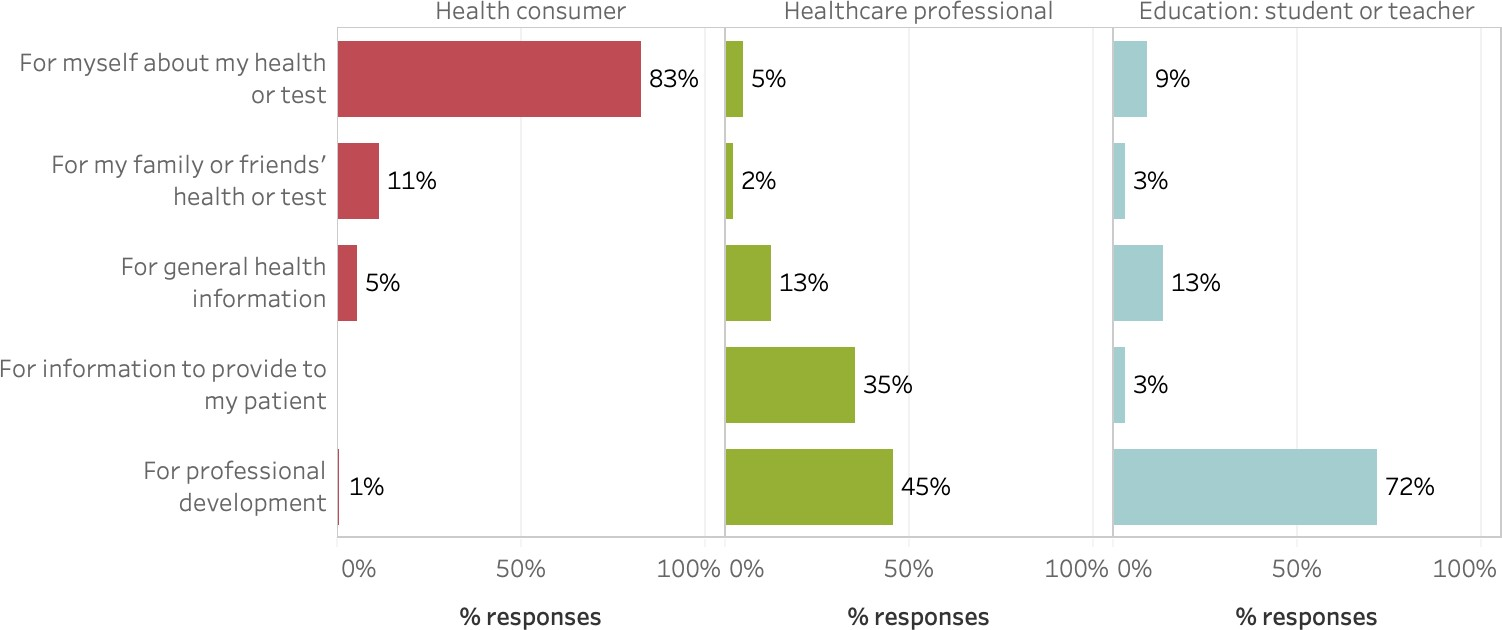 Health consumer
Healthcare professional
Education: student or teacher
For myself about my health
or test
83%
5%
9%
For my family or friends’
health or test
11%
2%
3%
For general health
information
5%
13%
13%
For information to provide to
my patient
35%
3%
For professional
development
1%
45%
72%
0%
50%
100%
0%
50%
100%
0%
50%
100%
% responses
% responses
% responses